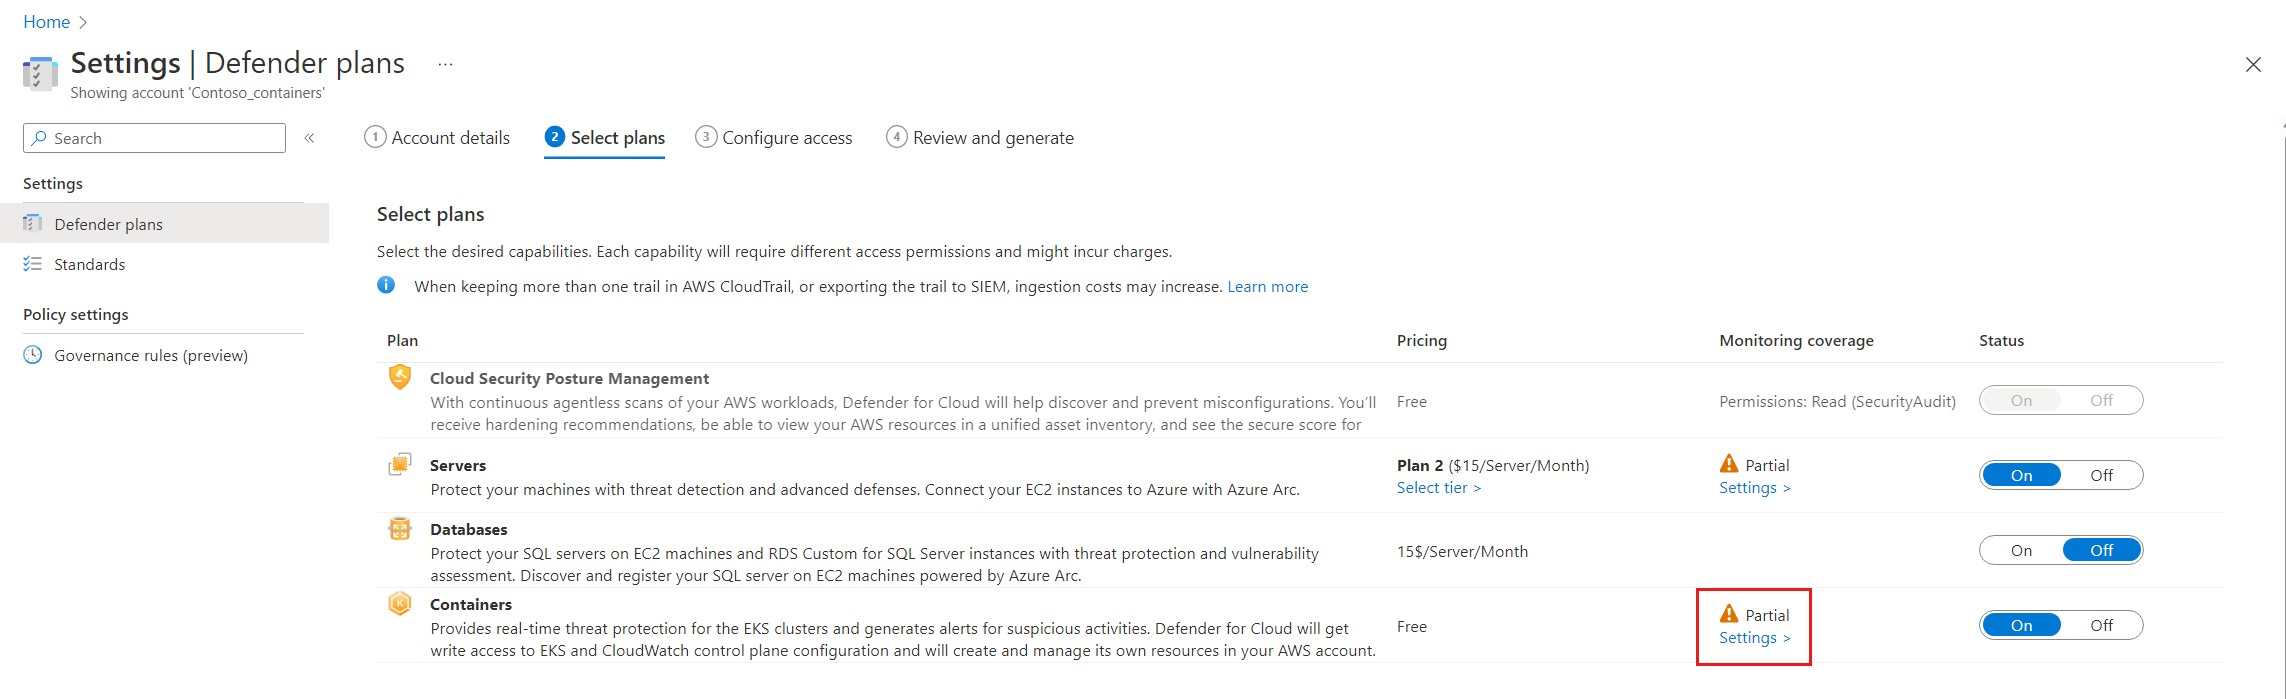 Home >
Settings | Defender plans ...
Showing account 'Contoso_containers'
Search «
1 Account details 2 Select plans 3 Configure access 4 Review and generate
Settings
Defender plans
Standards
Policy settings
Governance rules (preview)
Select plans
Select the desired capabilities. Each capability will require different access permissions and might incur charges.
When keeping more than one trail in AWS CloudTrail, or exporting the trail to SIEM, ingestion costs may increase. Learn more
Plan Pricing Monitoring coverage Status
Cloud Security Posture Management
With continuous agentless scans of your AWS workloads, Defender for Cloud will help discover and prevent misconfigurations. You'll
receive hardening recommendations, be able to view your AWS resources in a unified asset inventory, and see the secure score for
Free Permissions: Read (SecurityAudit) On Off
Servers
Protect your machines with threat detection and advanced defenses. Connect your EC2 instances to Azure with Azure Arc.
Plan 2 ($15/Server/Month)
Select tier >
Partial
Settings >
On Off
Databases
Protect your SQL servers on EC2 machines and RDS Custom for SQL Server instances with threat protection and vulnerability
assessment. Discover and register your SQL server on EC2 machines powered by Azure Arc.
15$/Server/Month On Off
Containers
Provides real-time threat protection for the EKS clusters and generates alerts for suspicious activities. Defender for Cloud will get
write access to EKS and CloudWatch control plane configuration and will create and manage its own resources in your AWS account.
Free
Partial
Settings >
On Off